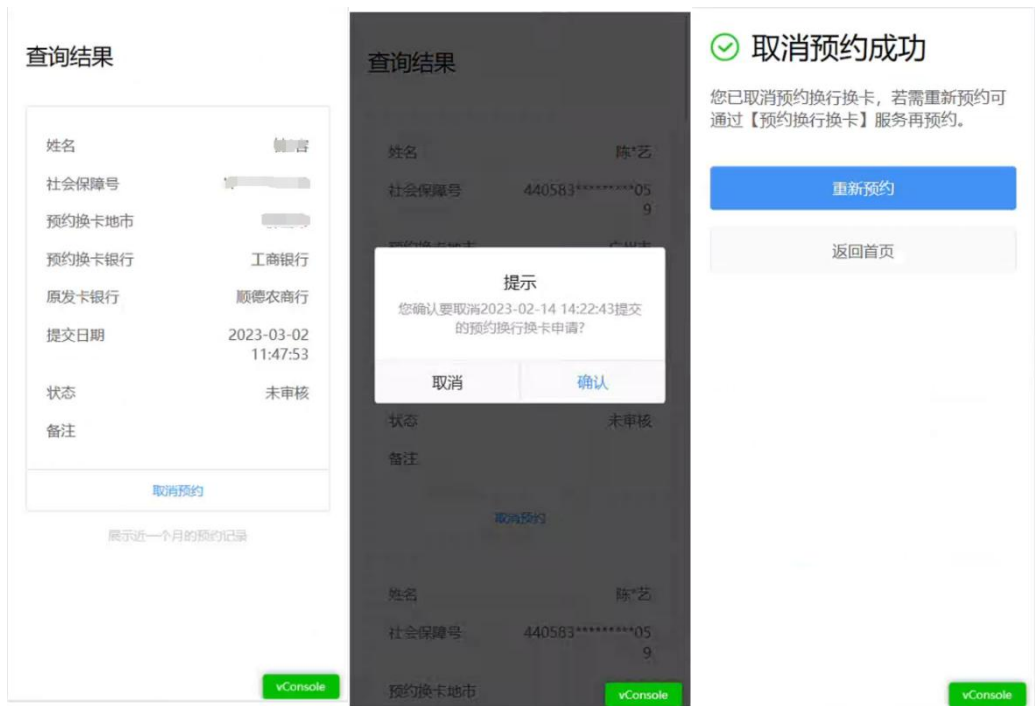 查询结果
姓名
社会保障号
预约换卡地市
预约换卡银行 工商银行
原发卡银行 顺德农商行
提交日期 2023-03-02
11:47:53
状态 未审核
备注
取消预约
展示近一个月的预约记录
vConsole
查询结果
姓名 陈*艺
社会保障号 440583*********05
9
预约换卡地市 广州市
提示
您确认要取消2023-02-14 14:22:43提交
的预约换行换卡申请?
取消 确认
状态 未审核
备注
取消预约
姓名 陈*艺
社会保障号 440583*********05
9
预约换卡地市
vConsole
取消预约成功
您已取消预约换行换卡，若需重新预约可
通过【预约换行换卡】服务再预约。
重新预约
返回首页
vConsole